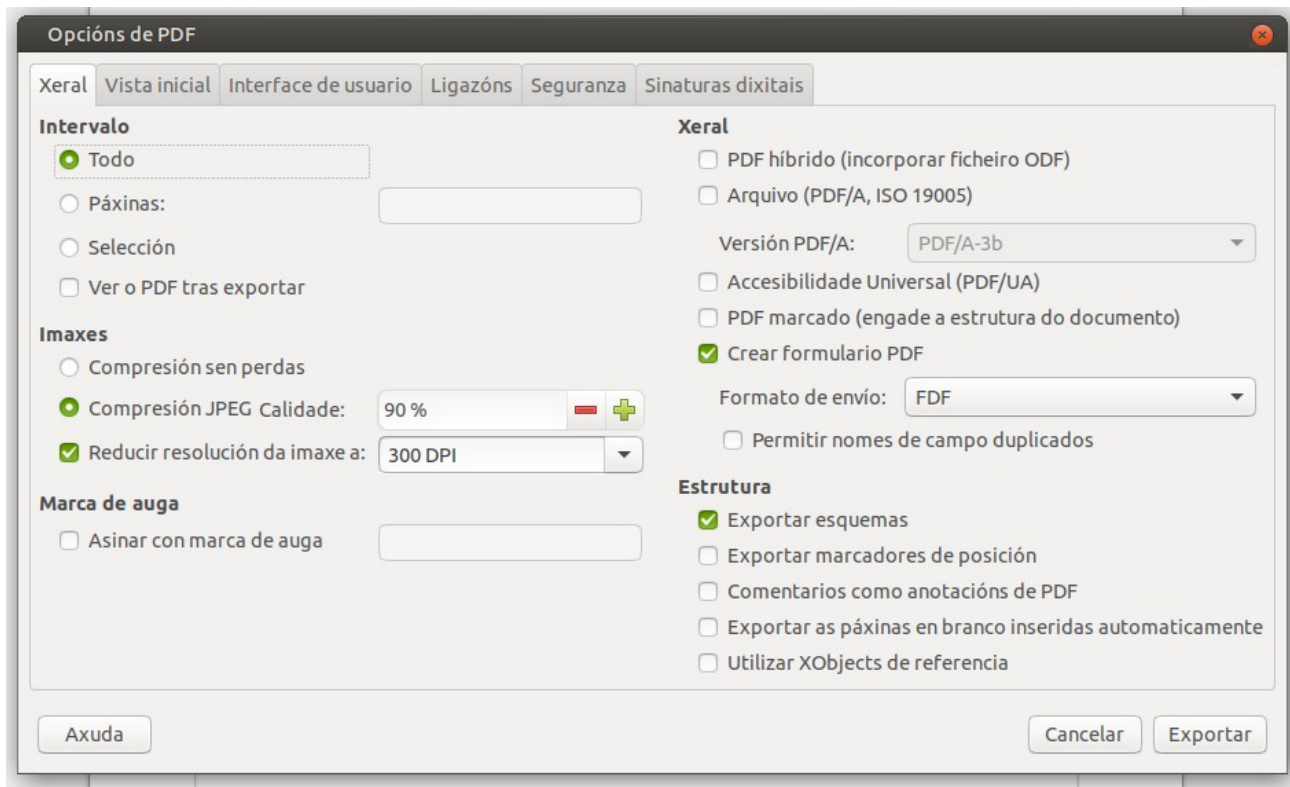 Opcións de PDF
Xeral Vista inicial Interface de usuario Ligazóns Seguranza Sinaturas dixitais
Intervalo
Todo
Páxinas:
Selección
Ver o PDF tras exportar
Imaxes
Compresión sen perdas
Compresión JPEG Calidade: 90 %
Reducir resolución da imaxe a: 300 DPI
Marca de auga
Asinar con marca de auga
Xeral
PDF híbrido (incorporar ficheiro ODF)
Arquivo (PDF/A, ISO 19005)
Versión PDF/A: PDF/A-3b
Accesibilidade Universal (PDF/UA)
PDF marcado (engade a estrutura do documento)
Crear formulario PDF
Formato de envío: FDF
Permitir nomes de campo duplicados
Estrutura
Exportar esquemas
Exportar marcadores de posición
Comentarios como anotacións de PDF
Exportar as páxinas en branco inseridas automaticamente
Utilizar XObjects de referencia
Axuda Cancelar Exportar